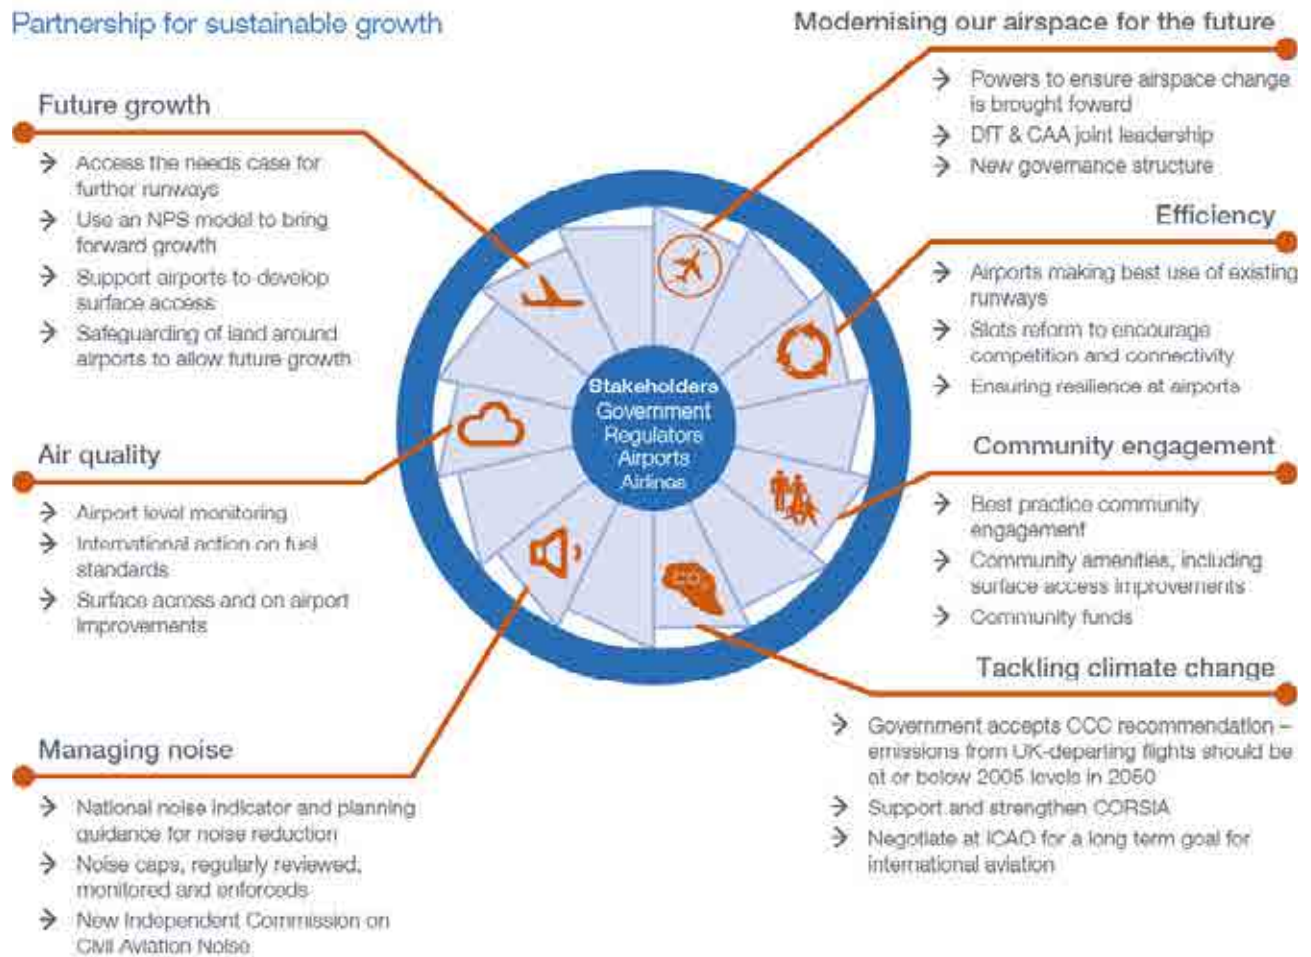 Partnership for sustainable growth
Future growth
Access the needs case for
further runways
Use an NPS model to bring
forward growth
Support airports to develop
surface access
Safeguarding of land around
airports to allow future growth
Air quality
Airport level monitoring
International action on fuel
standards
Surface across and on airport
improvements
Managing noise
National noise indicator and planning
guidance for noise reduction
Noise caps, regularly reviewed,
monitored and enforceds
New Independent Commission on
Civil Aviation Noise
Stakeholders
Government
Regulators
Airports
Airlines
CO₂
Modernising our airspace for the future
Powers to ensure airspace change
is brought foward
DfT & CAA joint leadership
New governance structure
Efficiency
Airports making best use of existing
runways
Slots reform to encourage
competition and connectivity
Ensuring resilience at airports
Community engagement
Best practice community
engagement
Community amenities, including
surface access improvements
Community funds
Tackling climate change
Government accepts CCC recommendation –
emissions from UK-departing flights should be
at or below 2005 levels in 2050
Support and strengthen CORSIA
Negotiate at ICAO for a long term goal for
international aviation